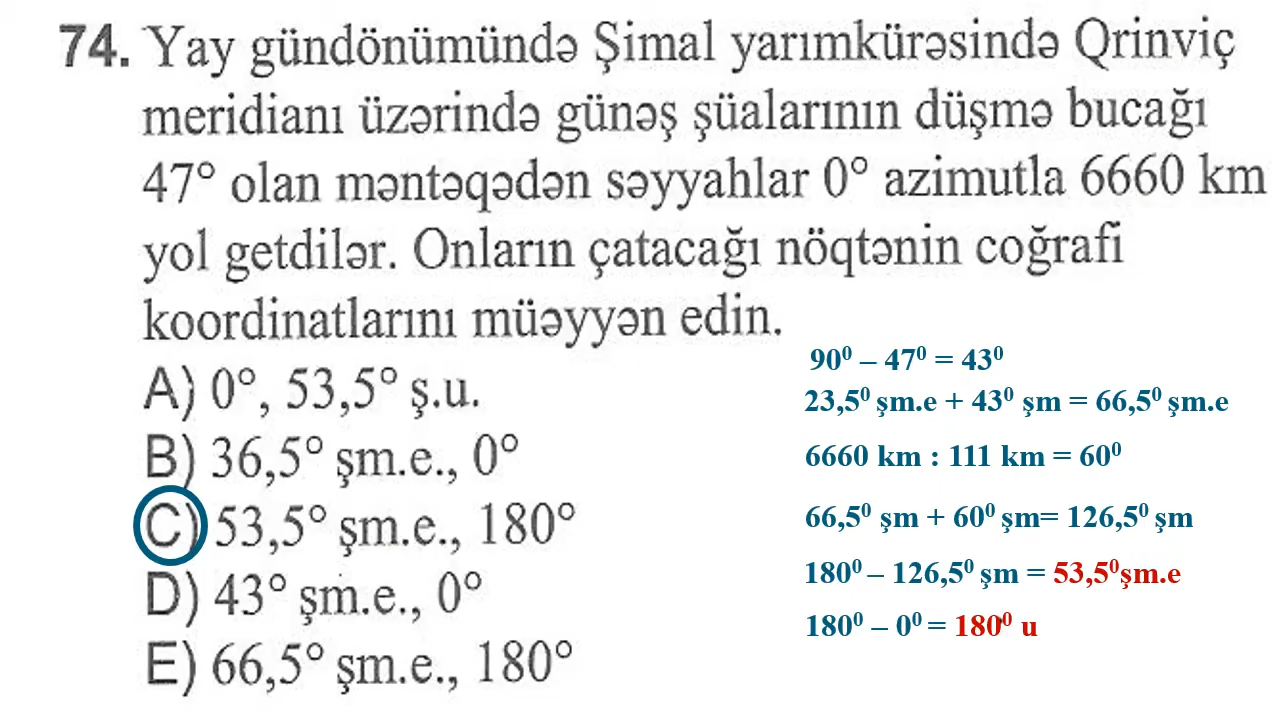 74. Yay gündönümündə Şimal yarımkürəsində Qrinviç
meridianı üzərində günəş şüalarının düşmə bucağı
47° olan məntəqədən səyyahlar 0° azimutla 6660 km
yol getdilər. Onların çatacağı nöqtənin coğrafi
koordinatlarını müəyyən edin.
A) 0°, 53,5° ş.u.
B) 36,5° şm.e., 0°
C) 53,5° şm.e., 180°
D) 43° şm.e., 0°
E) 66,5° şm.e., 180°
90⁰ – 47⁰ = 43⁰
23,5⁰ şm.e + 43⁰ şm = 66,5⁰ şm.e
6660 km : 111 km = 60⁰
66,5⁰ şm + 60⁰ şm= 126,5⁰ şm
180⁰ – 126,5⁰ şm = 53,5⁰şm.e
180⁰ – 0⁰ = 180⁰ u